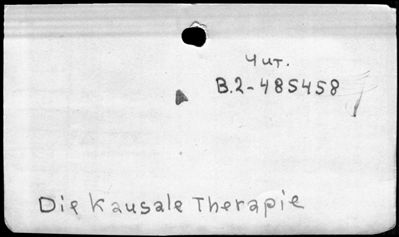 Чит.
В.2-485458
Die Kausale Therapie